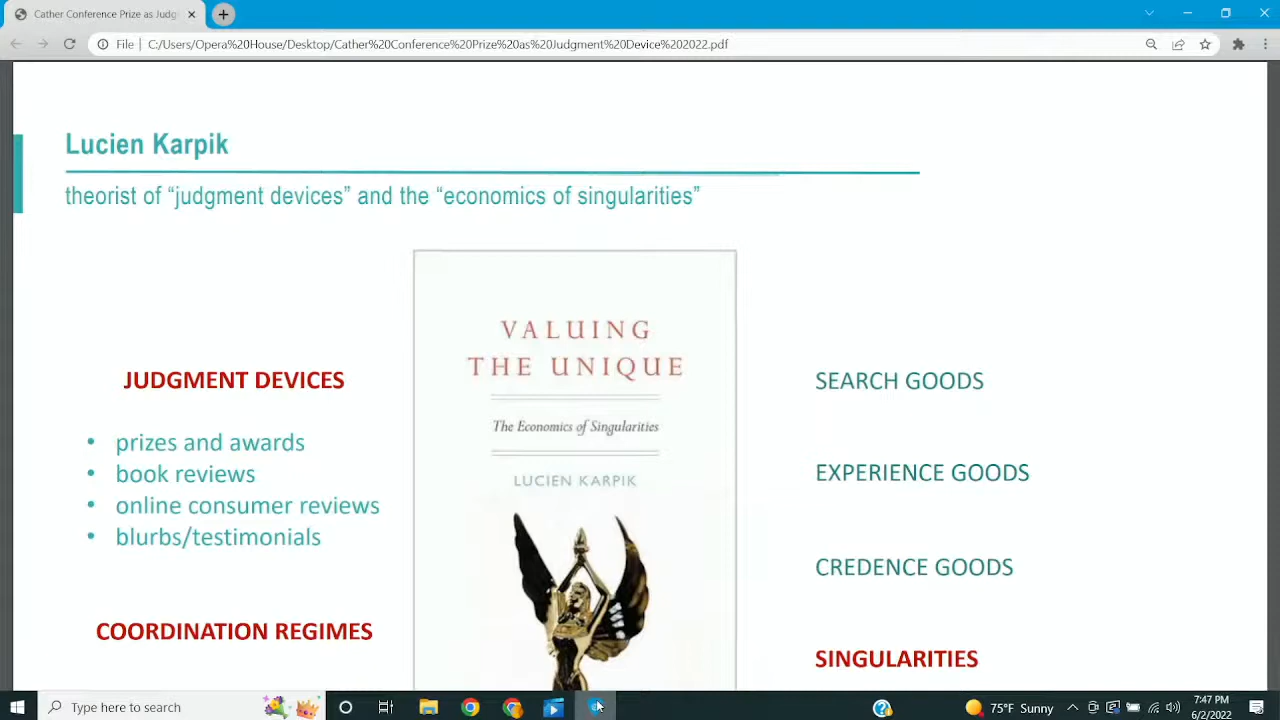 Cather Conference Prize as Judg
File | C:/Users/Opera%20House/Desktop/Cather%20Conference%20Prize%20as%20Judgment%20Device%202022.pdf
Lucien Karpik
theorist of “judgment devices” and the “economics of singularities”
JUDGMENT DEVICES
• prizes and awards
• book reviews
• online consumer reviews
• blurbs/testimonials
COORDINATION REGIMES
VALUING
THE UNIQUE
The Economics of Singularities
LUCIEN KARPIK
SEARCH GOODS
EXPERIENCE GOODS
CREDENCE GOODS
SINGULARITIES
Type here to search
75°F Sunny
7:47 PM
6/2/2022